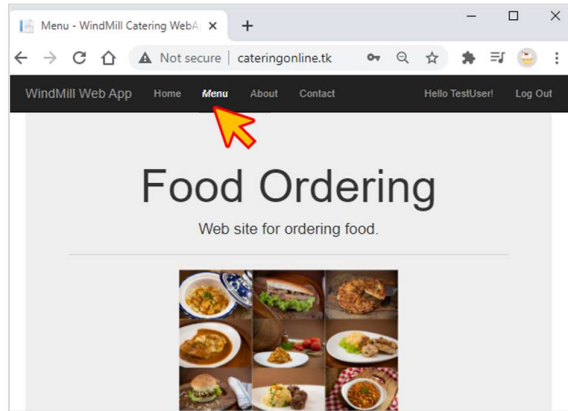 Menu - WindMill Catering WebA
Not secure | cateringonline.tk
WindMill Web App Home Menu About Contact Hello TestUser! Log Out
Food Ordering
Web site for ordering food.